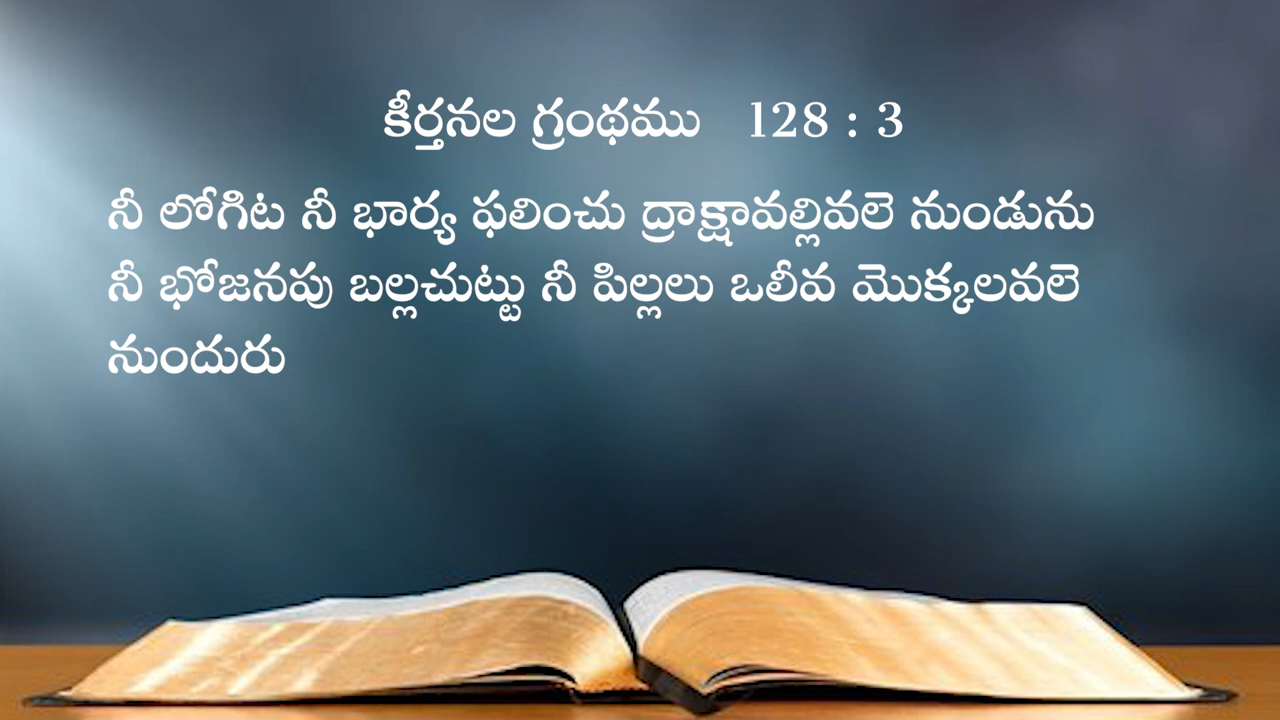 కీర్తనల గ్రంథము 128 : 3
నీ లోగిట నీ భార్య ఫలించు ద్రాక్షావల్లివలె నుండును
నీ భోజనపు బల్లచుట్టు నీ పిల్లలు ఒలీవ మొక్కలవలె
నుందురు